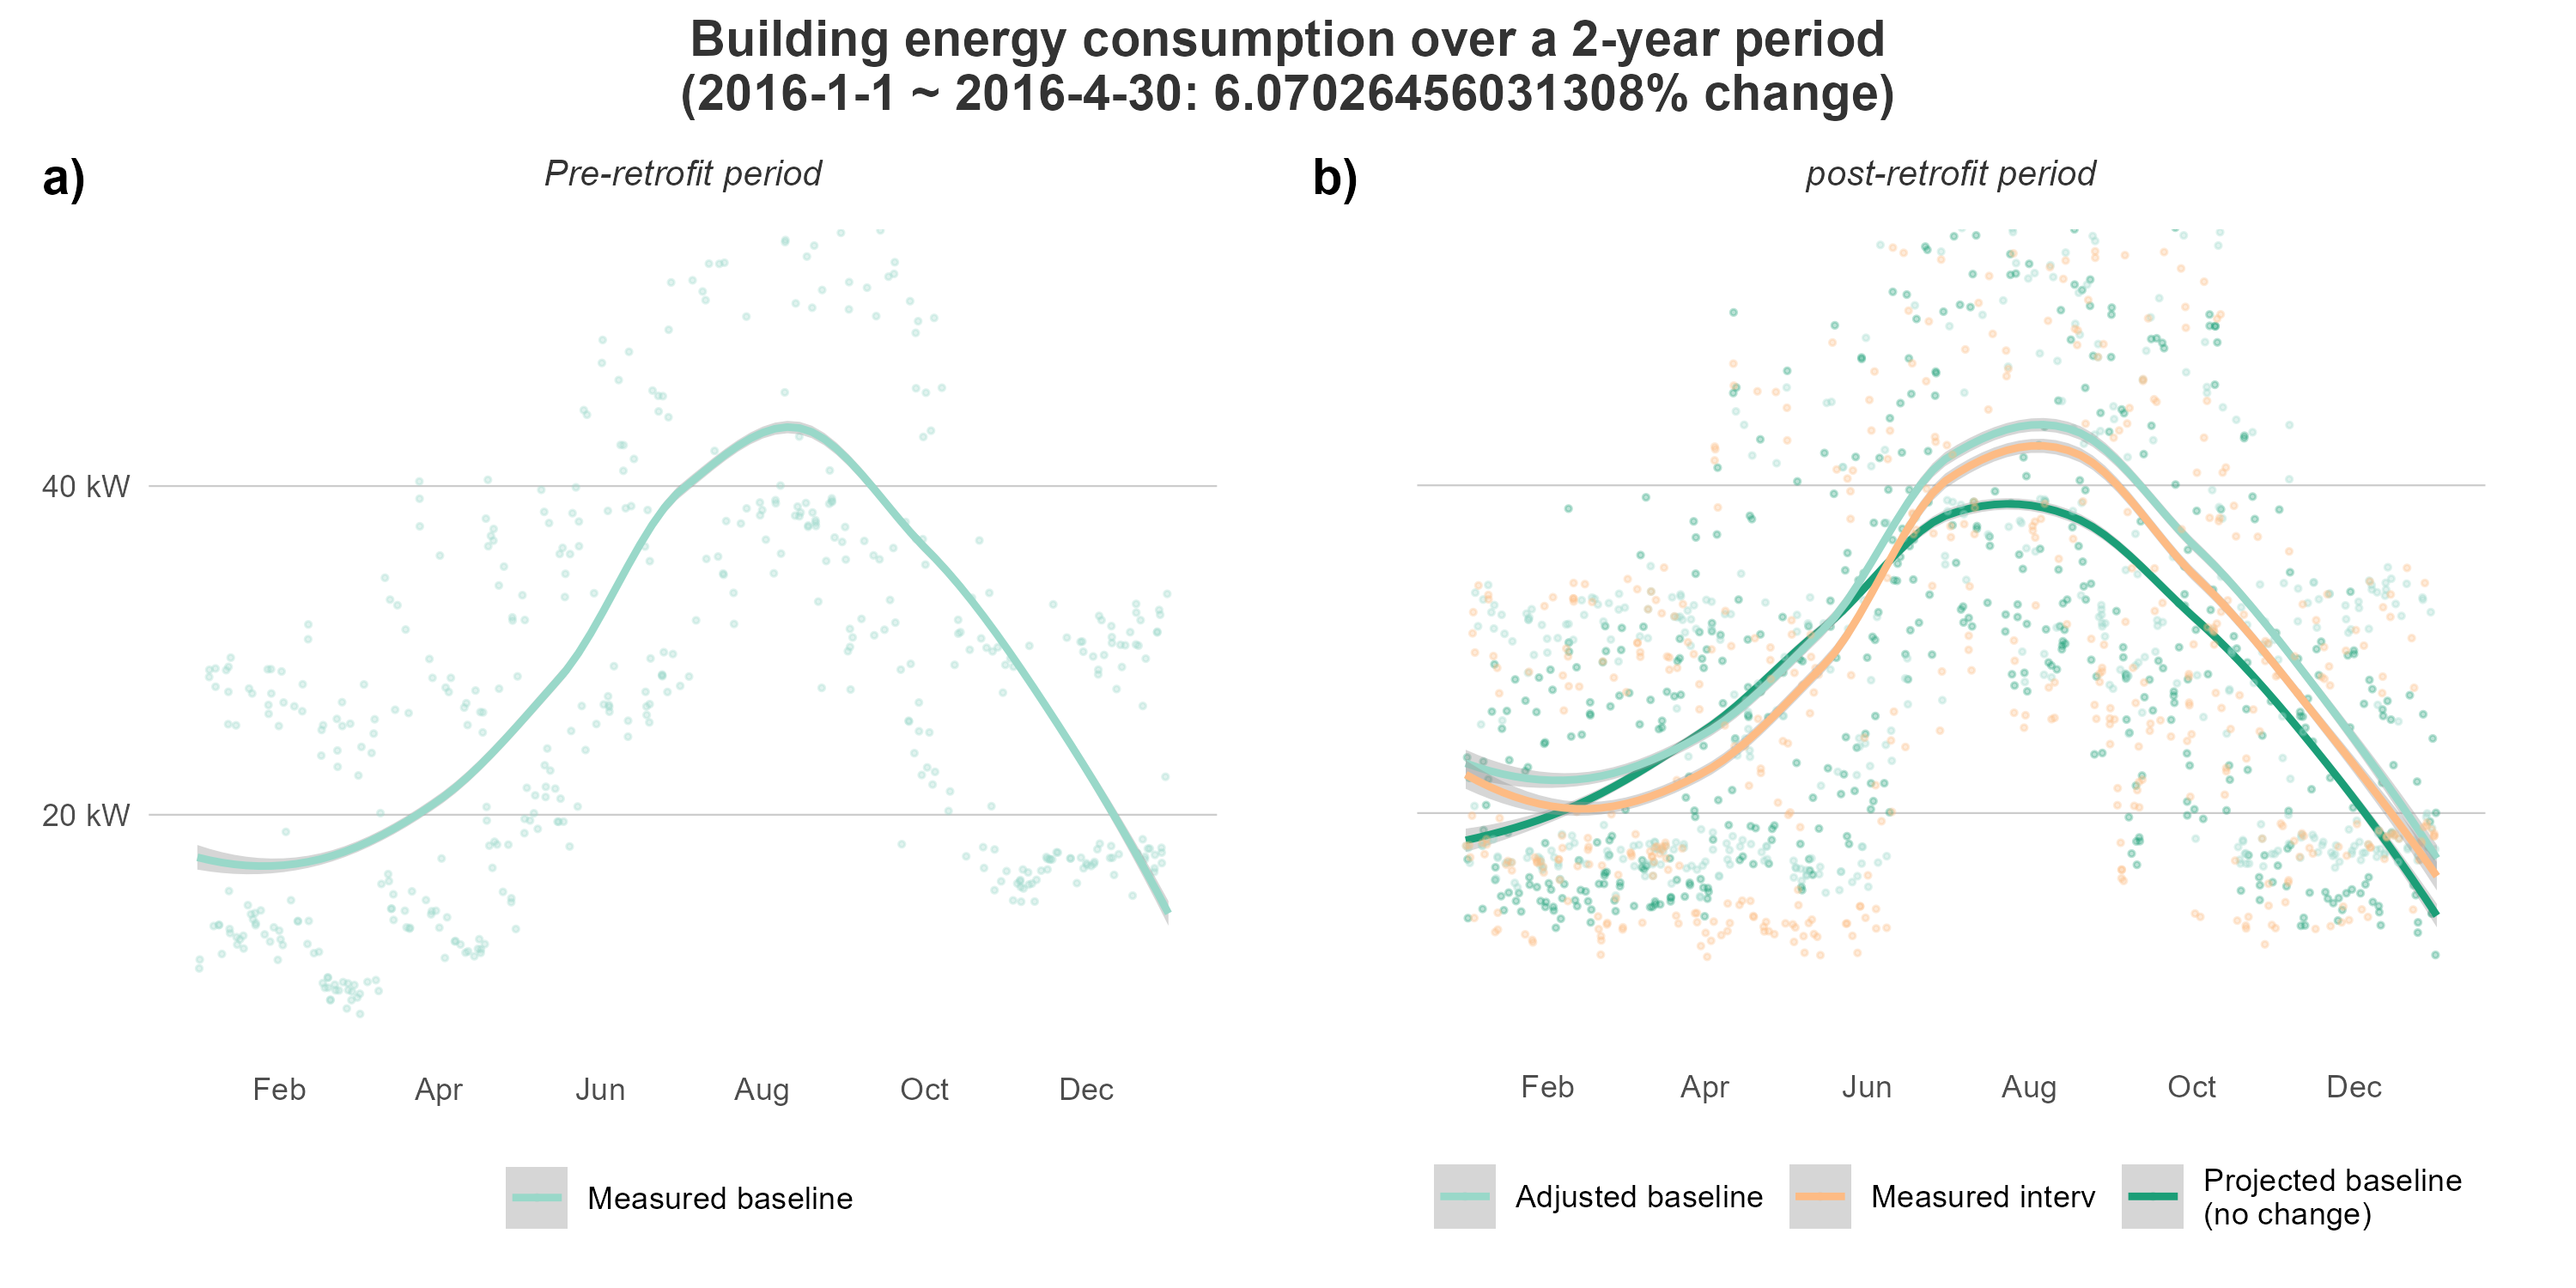 Building energy consumption over a 2-year period
(2016-1-1 ~ 2016-4-30: 6.07026456031308% change)
a)
Pre-retrofit period
40 kW
20 kW
Feb Apr Jun Aug Oct Dec
Measured baseline
b)
post-retrofit period
Feb Apr Jun Aug Oct Dec
Adjusted baseline
Measured interv
Projected baseline
(no change)